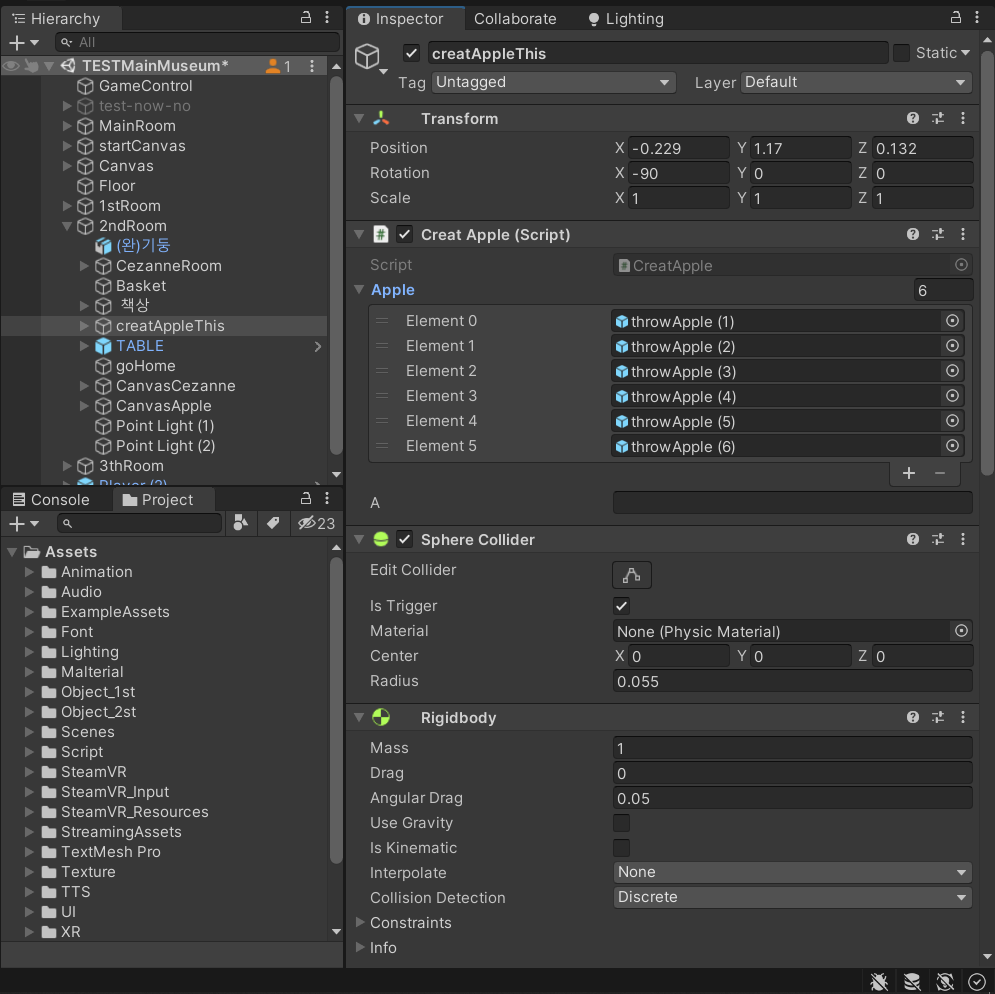 Hierarchy
All
TESTMainMuseum* 1
GameControl
test-now-no
MainRoom
startCanvas
Canvas
Floor
1stRoom
2ndRoom
(완)기둥
CezanneRoom
Basket
책상
creatAppleThis
TABLE
goHome
CanvasCezanne
CanvasApple
Point Light (1)
Point Light (2)
3thRoom
Player (2)
Console Project
23
Assets
Animation
Audio
ExampleAssets
Font
Lighting
Malterial
Object_1st
Object_2st
Scenes
Script
SteamVR
SteamVR_Input
SteamVR_Resources
StreamingAssets
TextMesh Pro
Texture
TTS
UI
XR
Inspector Collaborate Lighting
creatAppleThis Static
Tag Untagged Layer Default
Transform
Position X -0.229 Y 1.17 Z 0.132
Rotation X -90 Y 0 Z 0
Scale X 1 Y 1 Z 1
# Creat Apple (Script)
Script # CreatApple
Apple 6
Element 0 throwApple (1)
Element 1 throwApple (2)
Element 2 throwApple (3)
Element 3 throwApple (4)
Element 4 throwApple (5)
Element 5 throwApple (6)
+ −
A
Sphere Collider
Edit Collider
Is Trigger
Material None (Physic Material)
Center X 0 Y 0 Z 0
Radius 0.055
Rigidbody
Mass 1
Drag 0
Angular Drag 0.05
Use Gravity
Is Kinematic
Interpolate None
Collision Detection Discrete
Constraints
Info